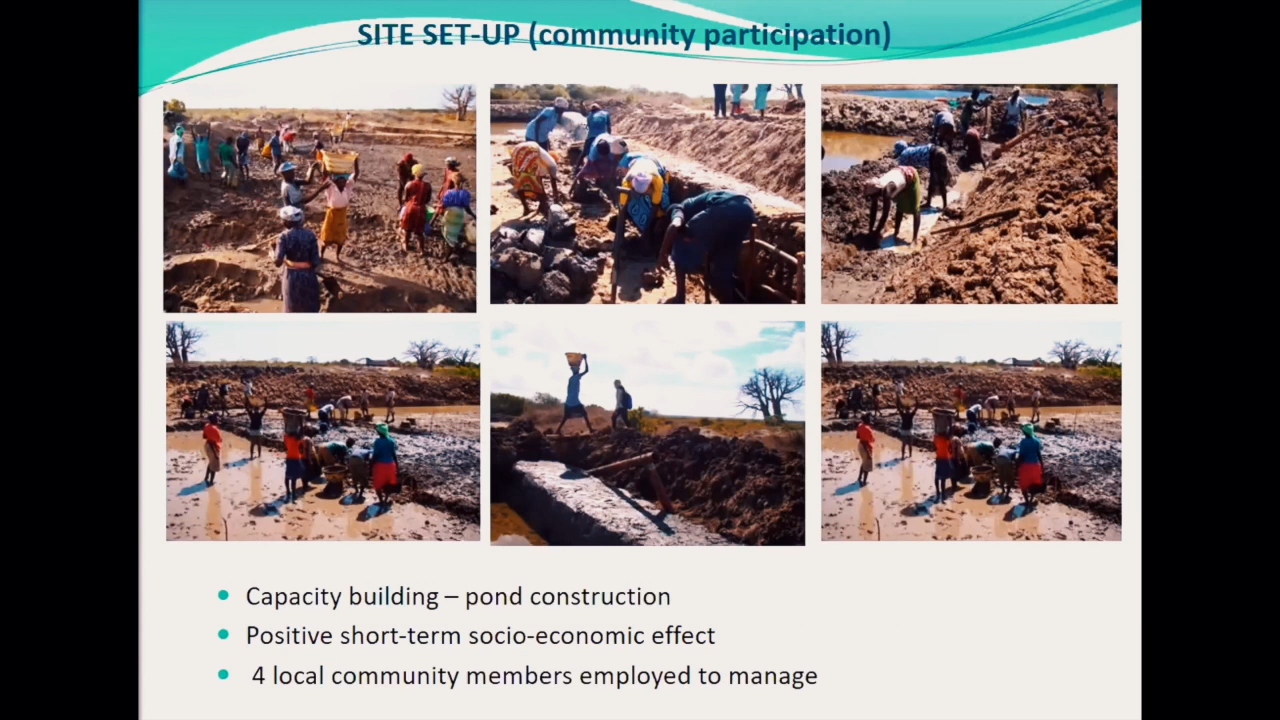 SITE SET-UP (community participation)
Capacity building – pond construction
Positive short-term socio-economic effect
4 local community members employed to manage